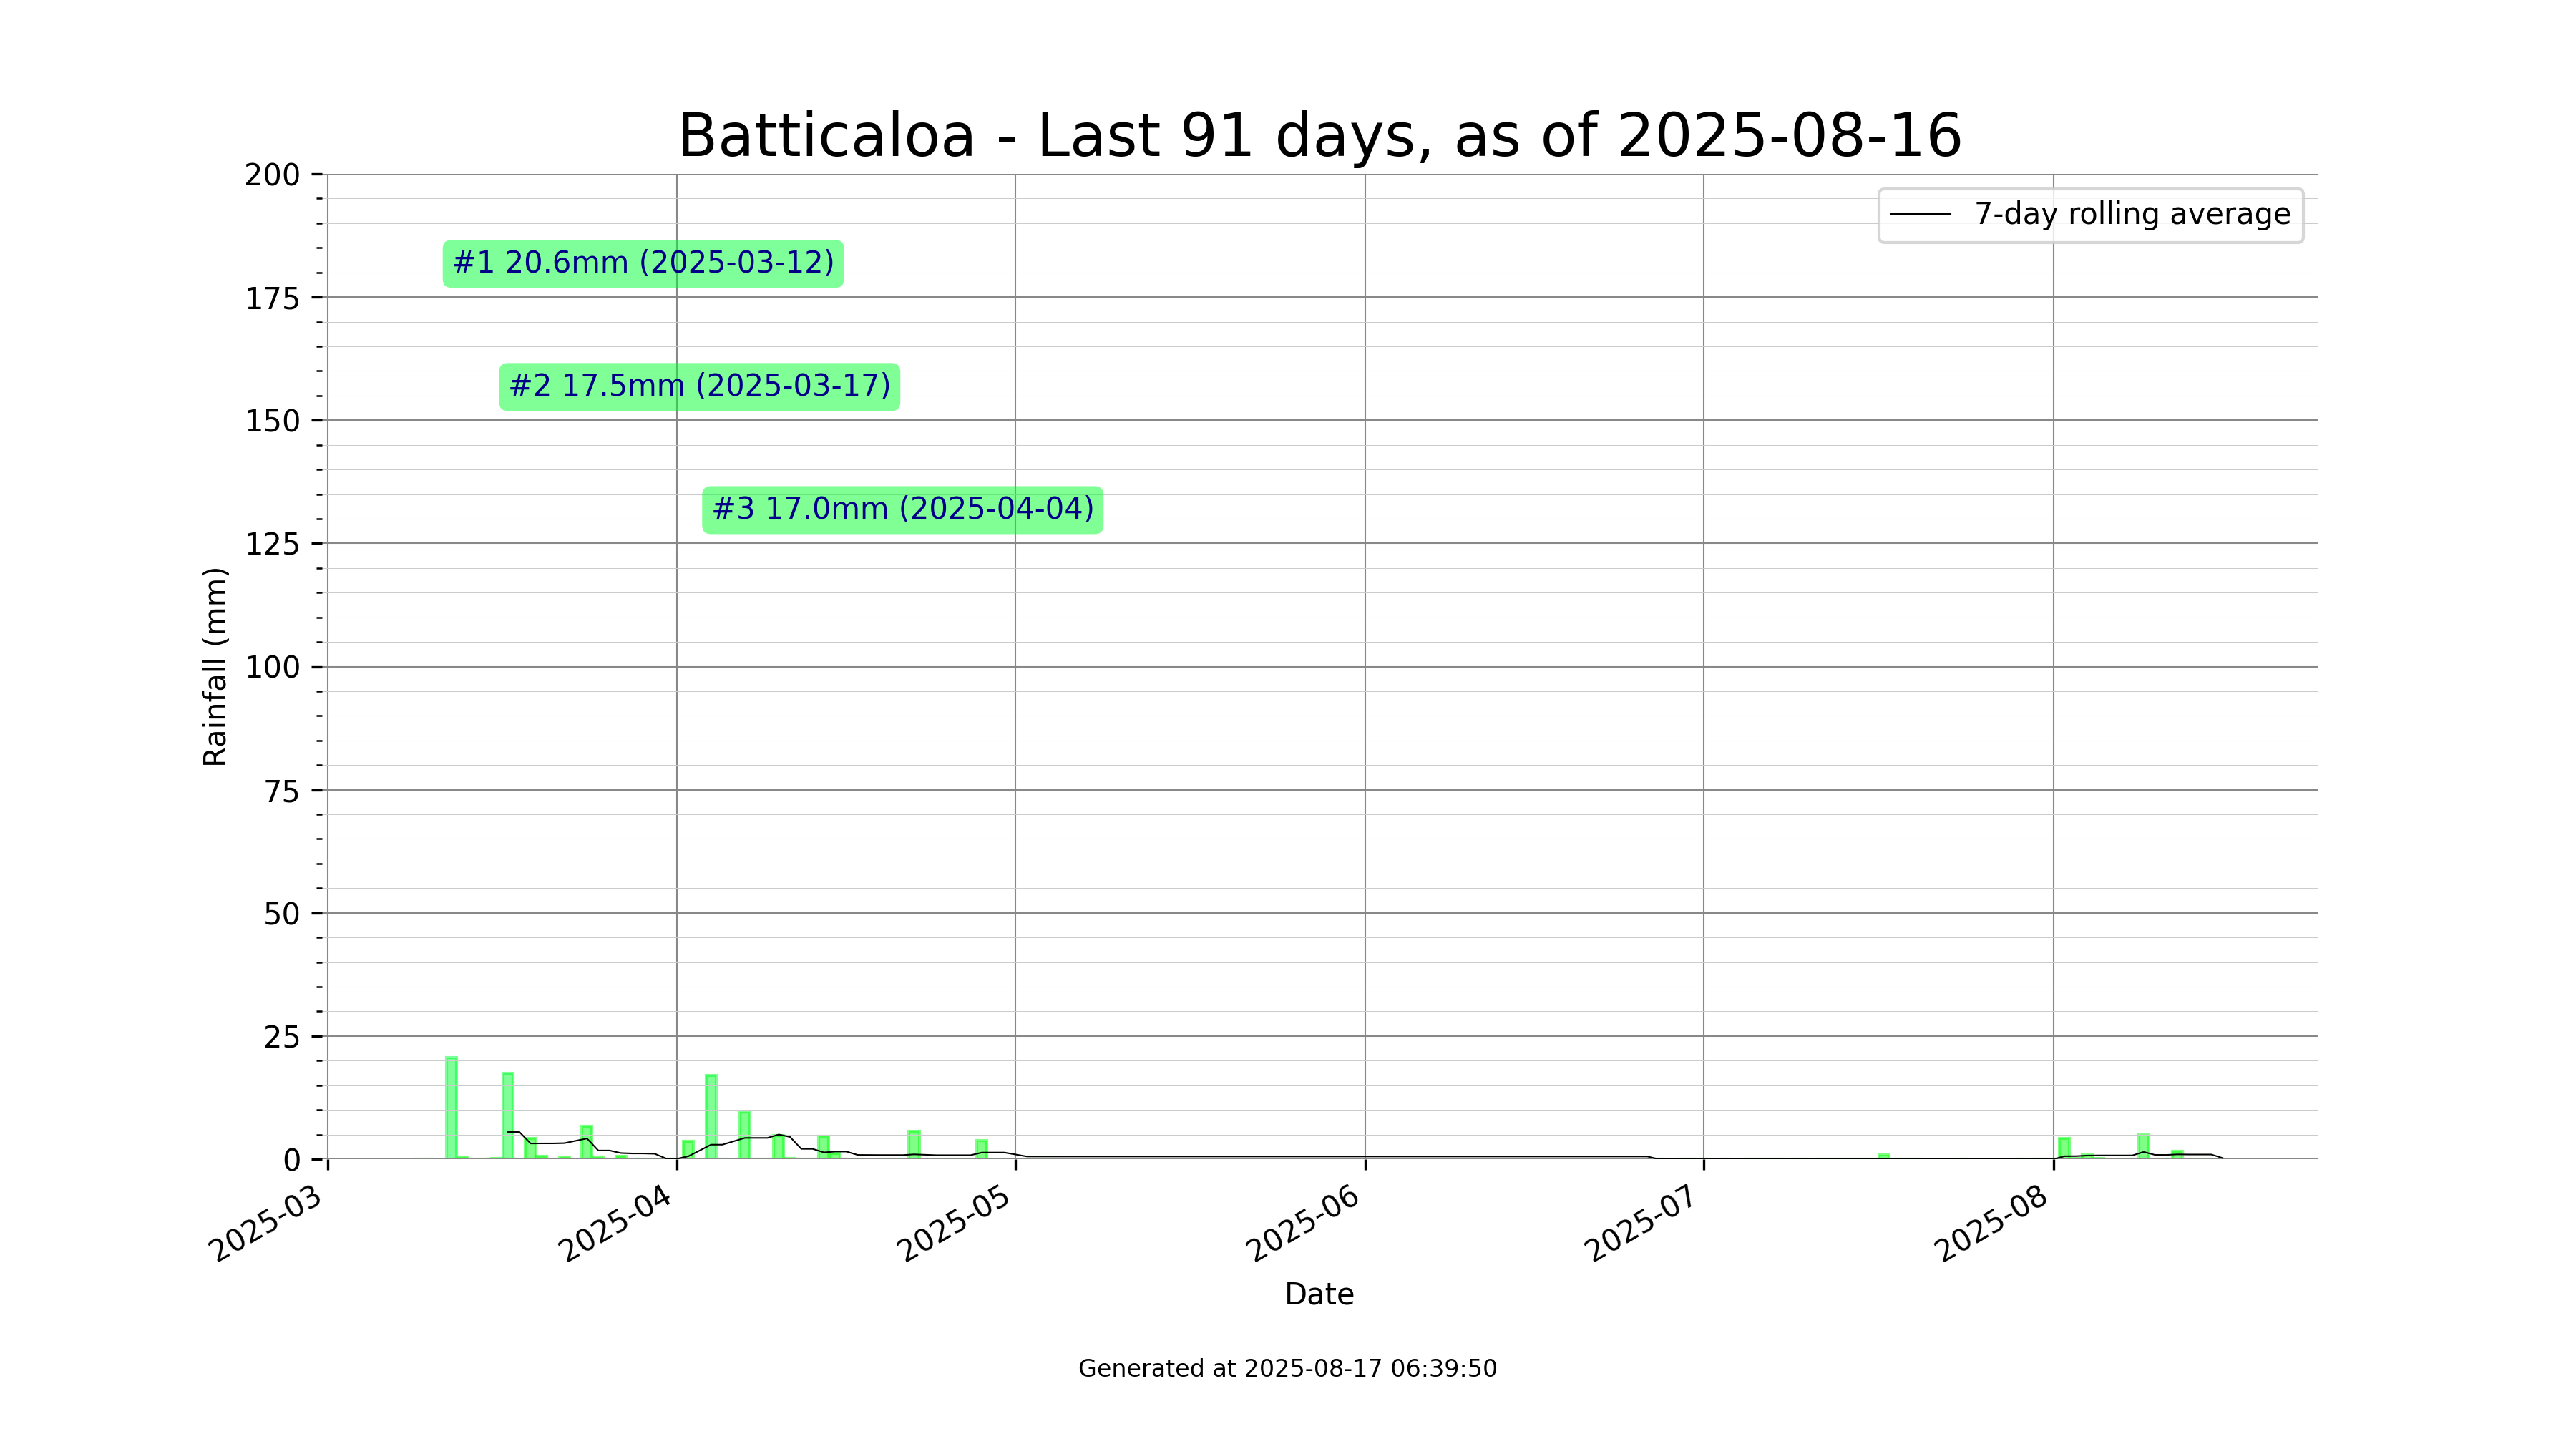 Batticaloa - Last 91 days, as of 2025-08-16
200
175
150
125
100
75
50
25
0
Rainfall (mm)
7-day rolling average
#1 20.6mm (2025-03-12)
#2 17.5mm (2025-03-17)
#3 17.0mm (2025-04-04)
2025-03
2025-04
2025-05
2025-06
2025-07
2025-08
Date
Generated at 2025-08-17 06:39:50